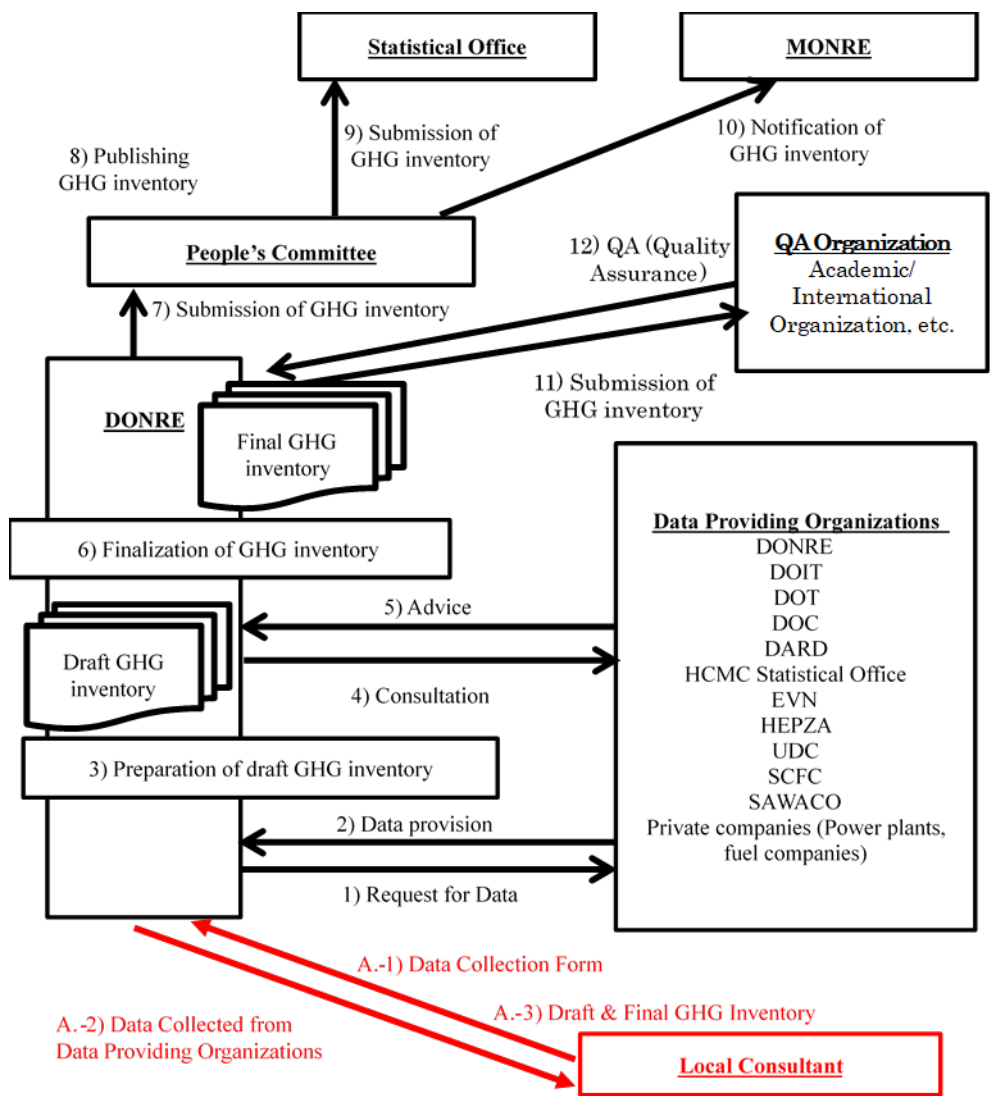 Statistical Office
MONRE
9) Submission of
GHG inventory
10) Notification of
GHG inventory
8) Publishing
GHG inventory
People's Committee
12) QA (Quality
Assurance)
QA Organization
Academic/
International
Organization, etc.
7) Submission of GHG inventory
11) Submission of
GHG inventory
DONRE
Final GHG
inventory
6) Finalization of GHG inventory
Data Providing Organizations
DONRE
DOIT
DOT
DOC
DARD
HCMC Statistical Office
EVN
HEPZA
UDC
SCFC
SAWACO
Private companies (Power plants,
fuel companies)
5) Advice
Draft GHG
inventory
4) Consultation
3) Preparation of draft GHG inventory
2) Data provision
1) Request for Data
A.-1) Data Collection Form
A.-3) Draft & Final GHG Inventory
A.-2) Data Collected from
Data Providing Organizations
Local Consultant